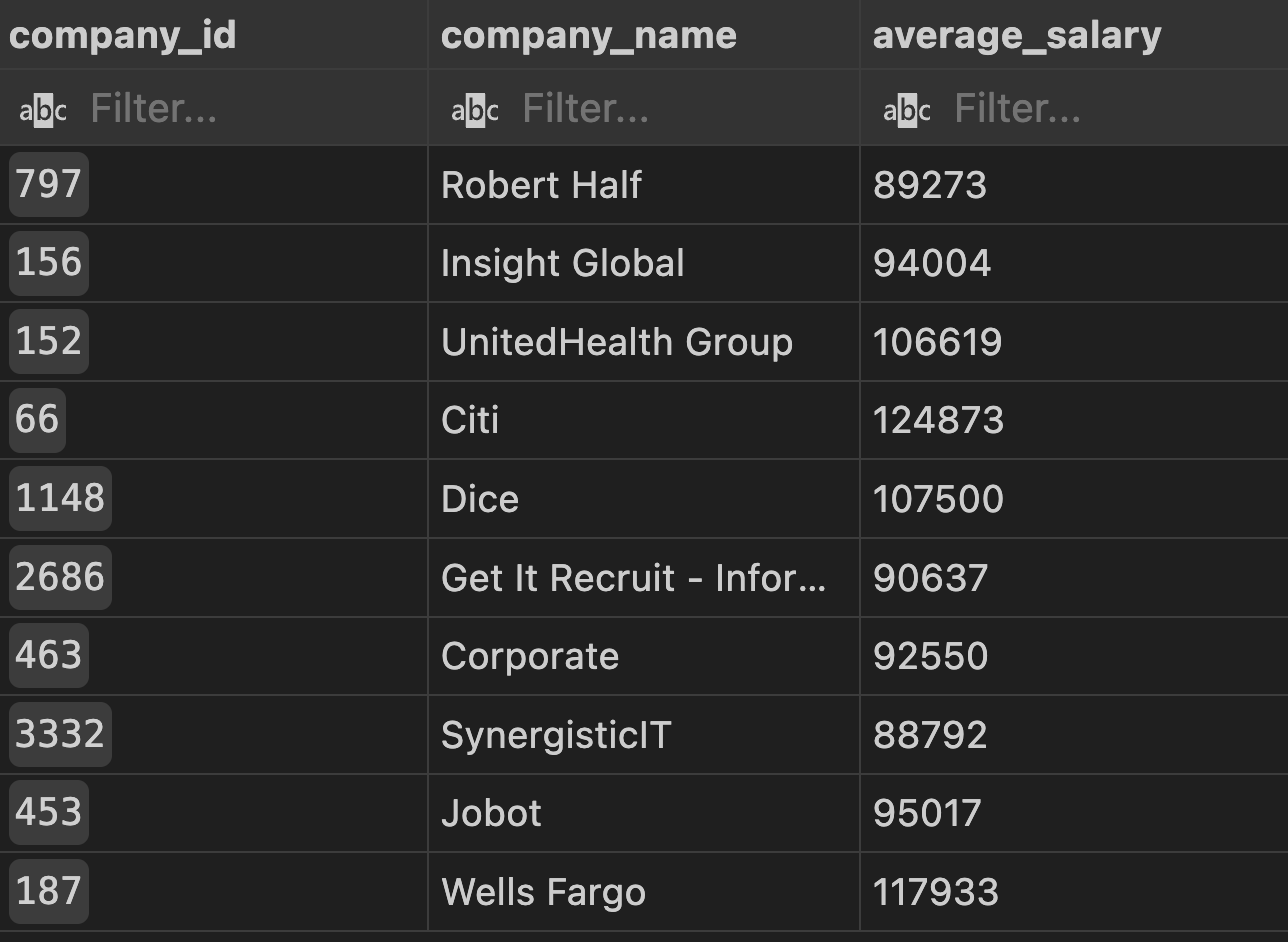 company_id company_name average_salary
abc Filter... abc Filter... abc Filter...
797 Robert Half 89273
156 Insight Global 94004
152 UnitedHealth Group 106619
66 Citi 124873
1148 Dice 107500
2686 Get It Recruit - Infor... 90637
463 Corporate 92550
3332 SynergisticIT 88792
453 Jobot 95017
187 Wells Fargo 117933